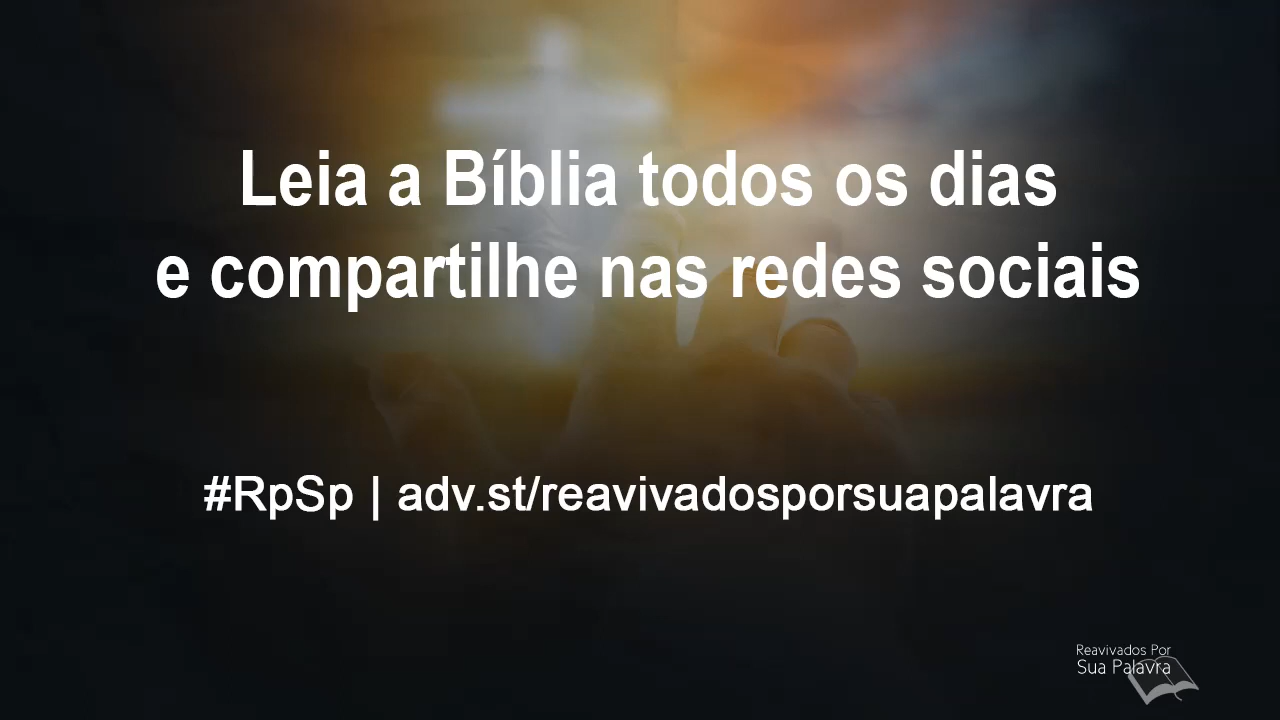 Leia a Bíblia todos os dias
e compartilhe nas redes sociais
#RpSp | adv.st/reavivadosporsuapalavra
Reavivados Por
Sua Palavra